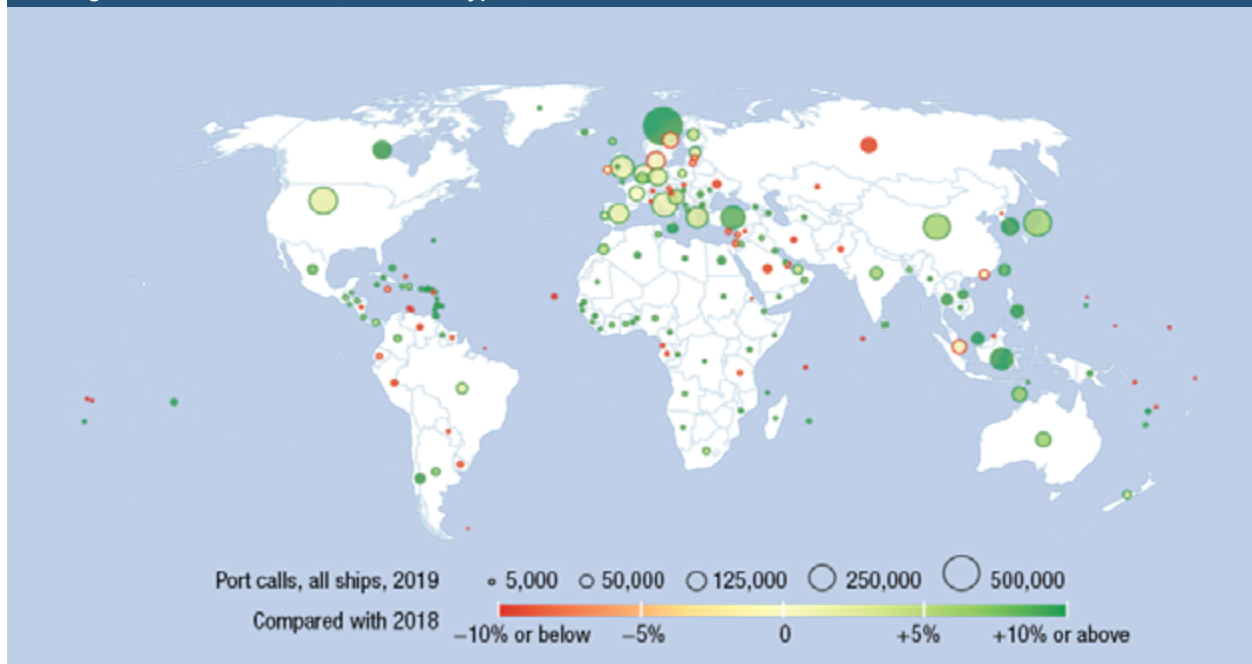 Port calls, all ships, 2019 5,000 50,000 125,000 250,000 500,000
Compared with 2018
−10% or below −5% 0 +5% +10% or above